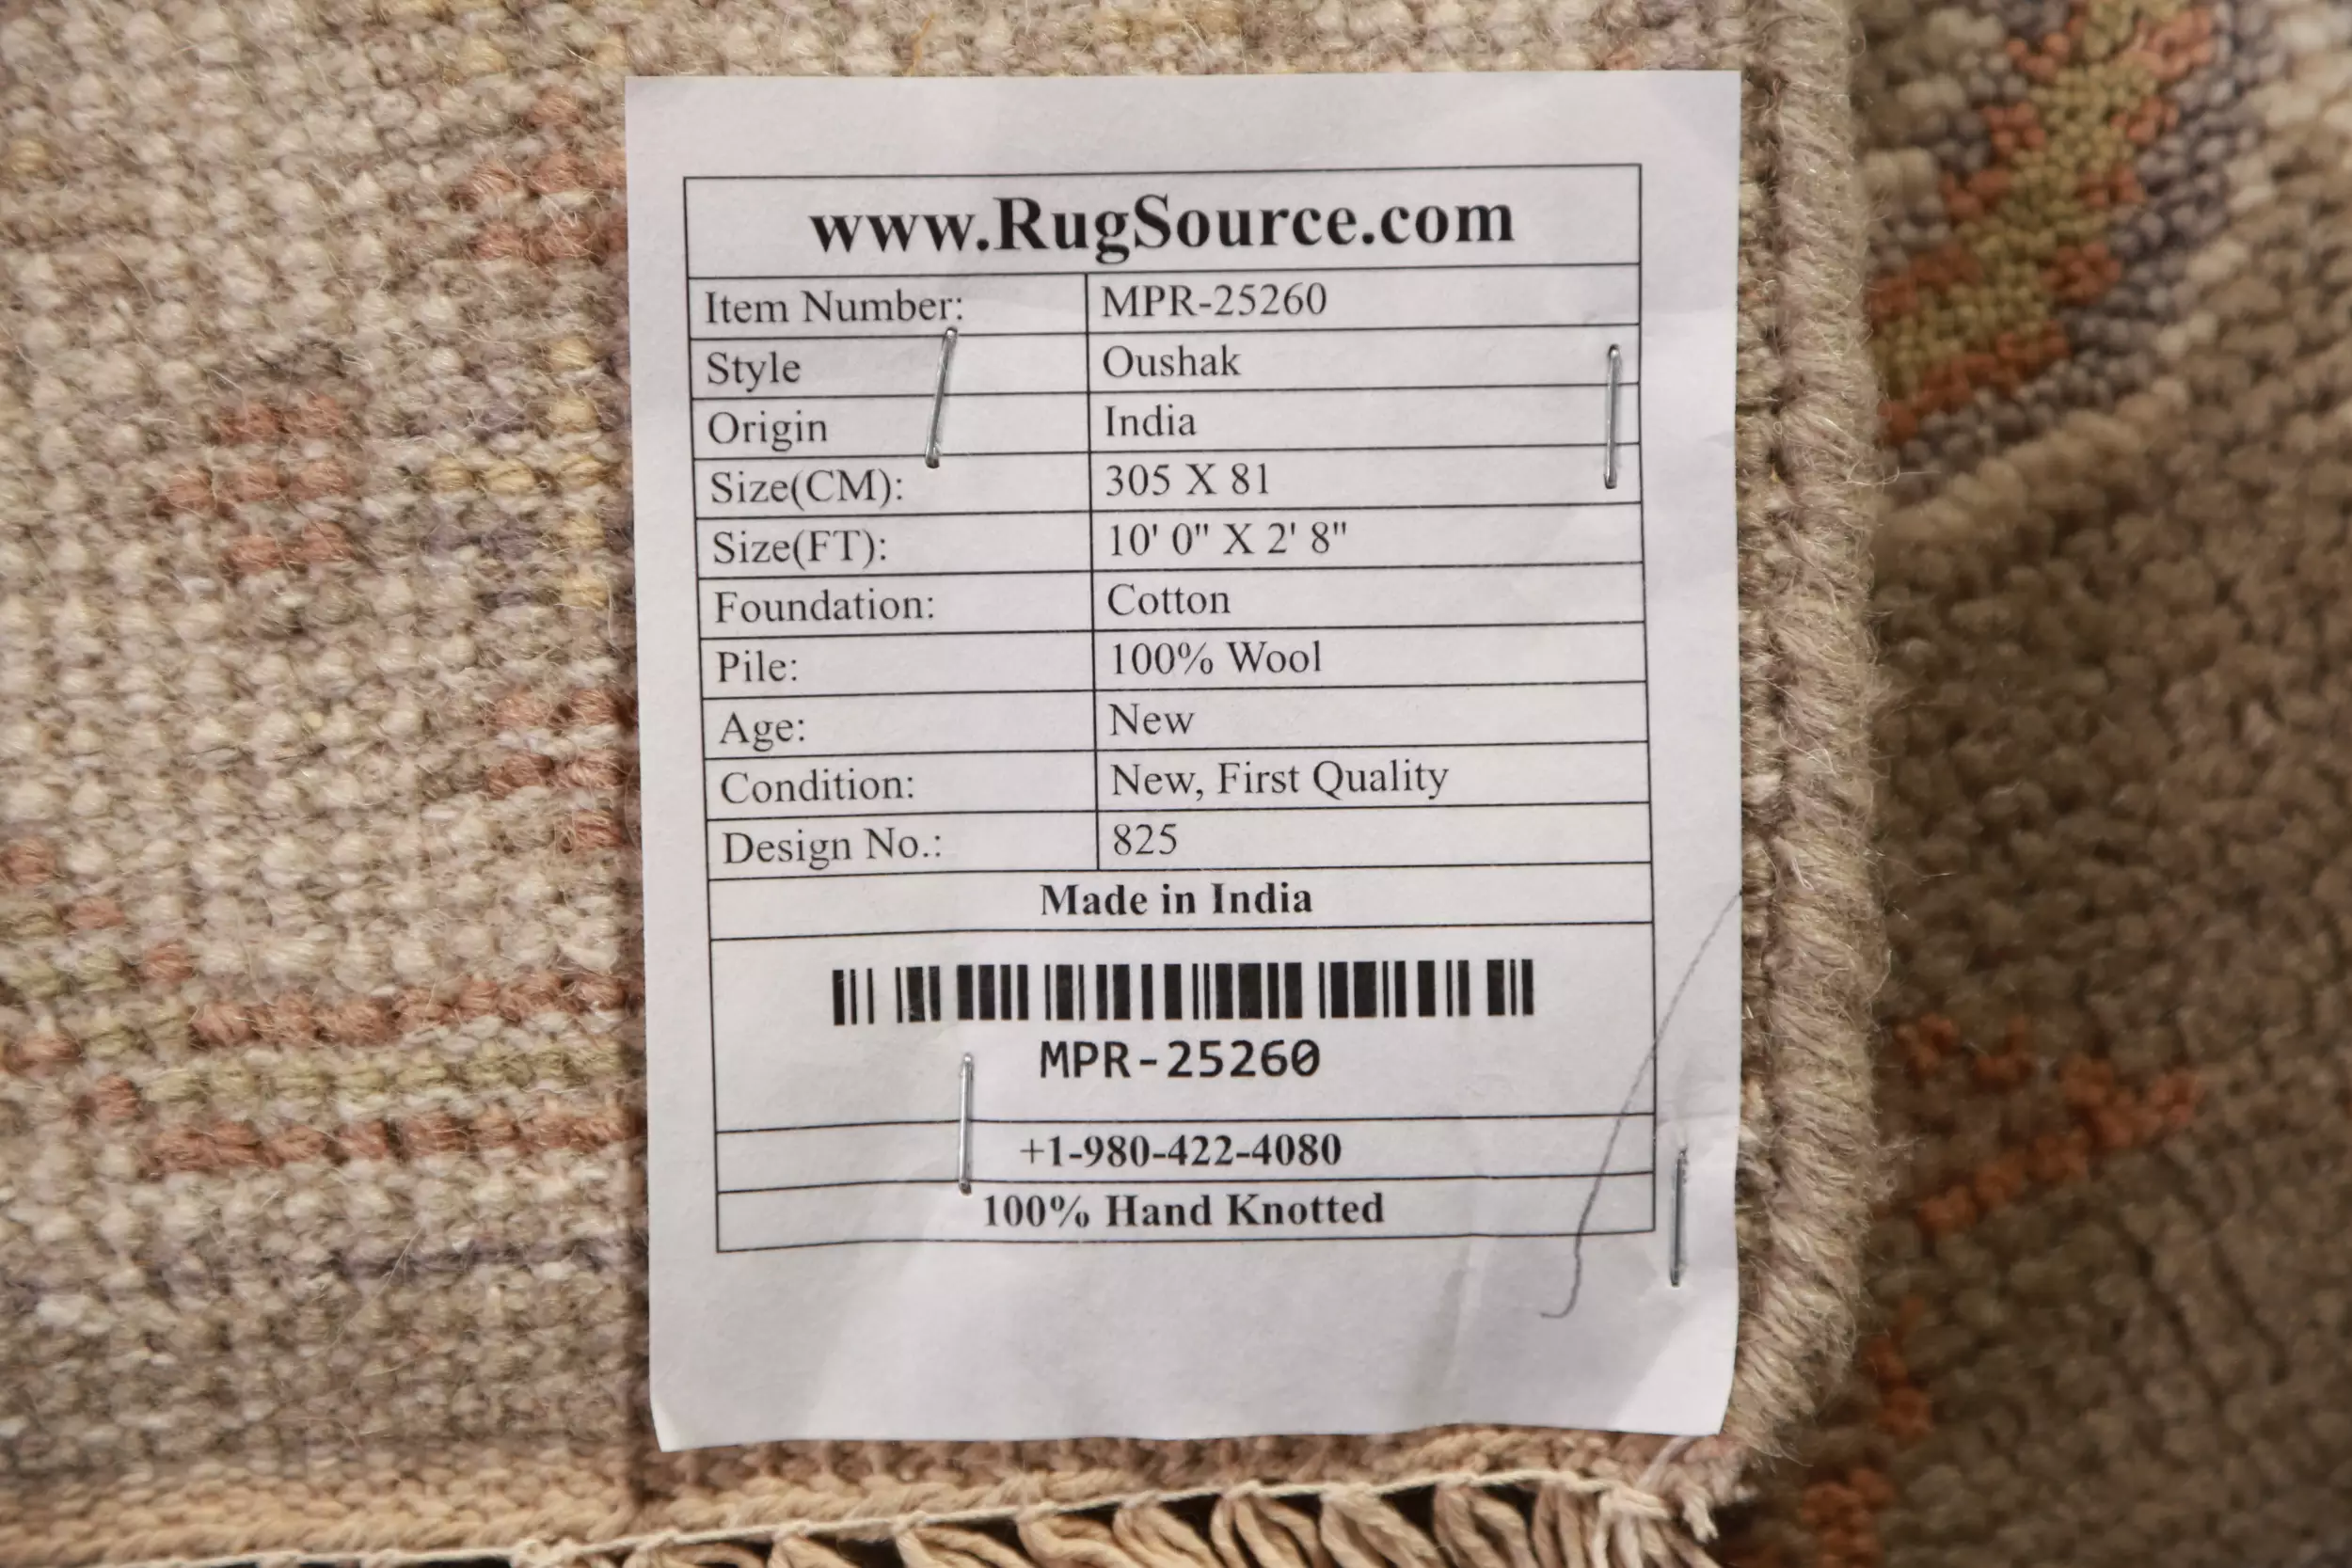 www.RugSource.com
Item Number: MPR-25260
Style Oushak
Origin India
Size(CM): 305 X 81
Size(FT): 10' 0" X 2' 8"
Foundation: Cotton
Pile: 100% Wool
Age: New
Condition: New, First Quality
Design No.: 825
Made in India
MPR-25260
+1-980-422-4080
100% Hand Knotted